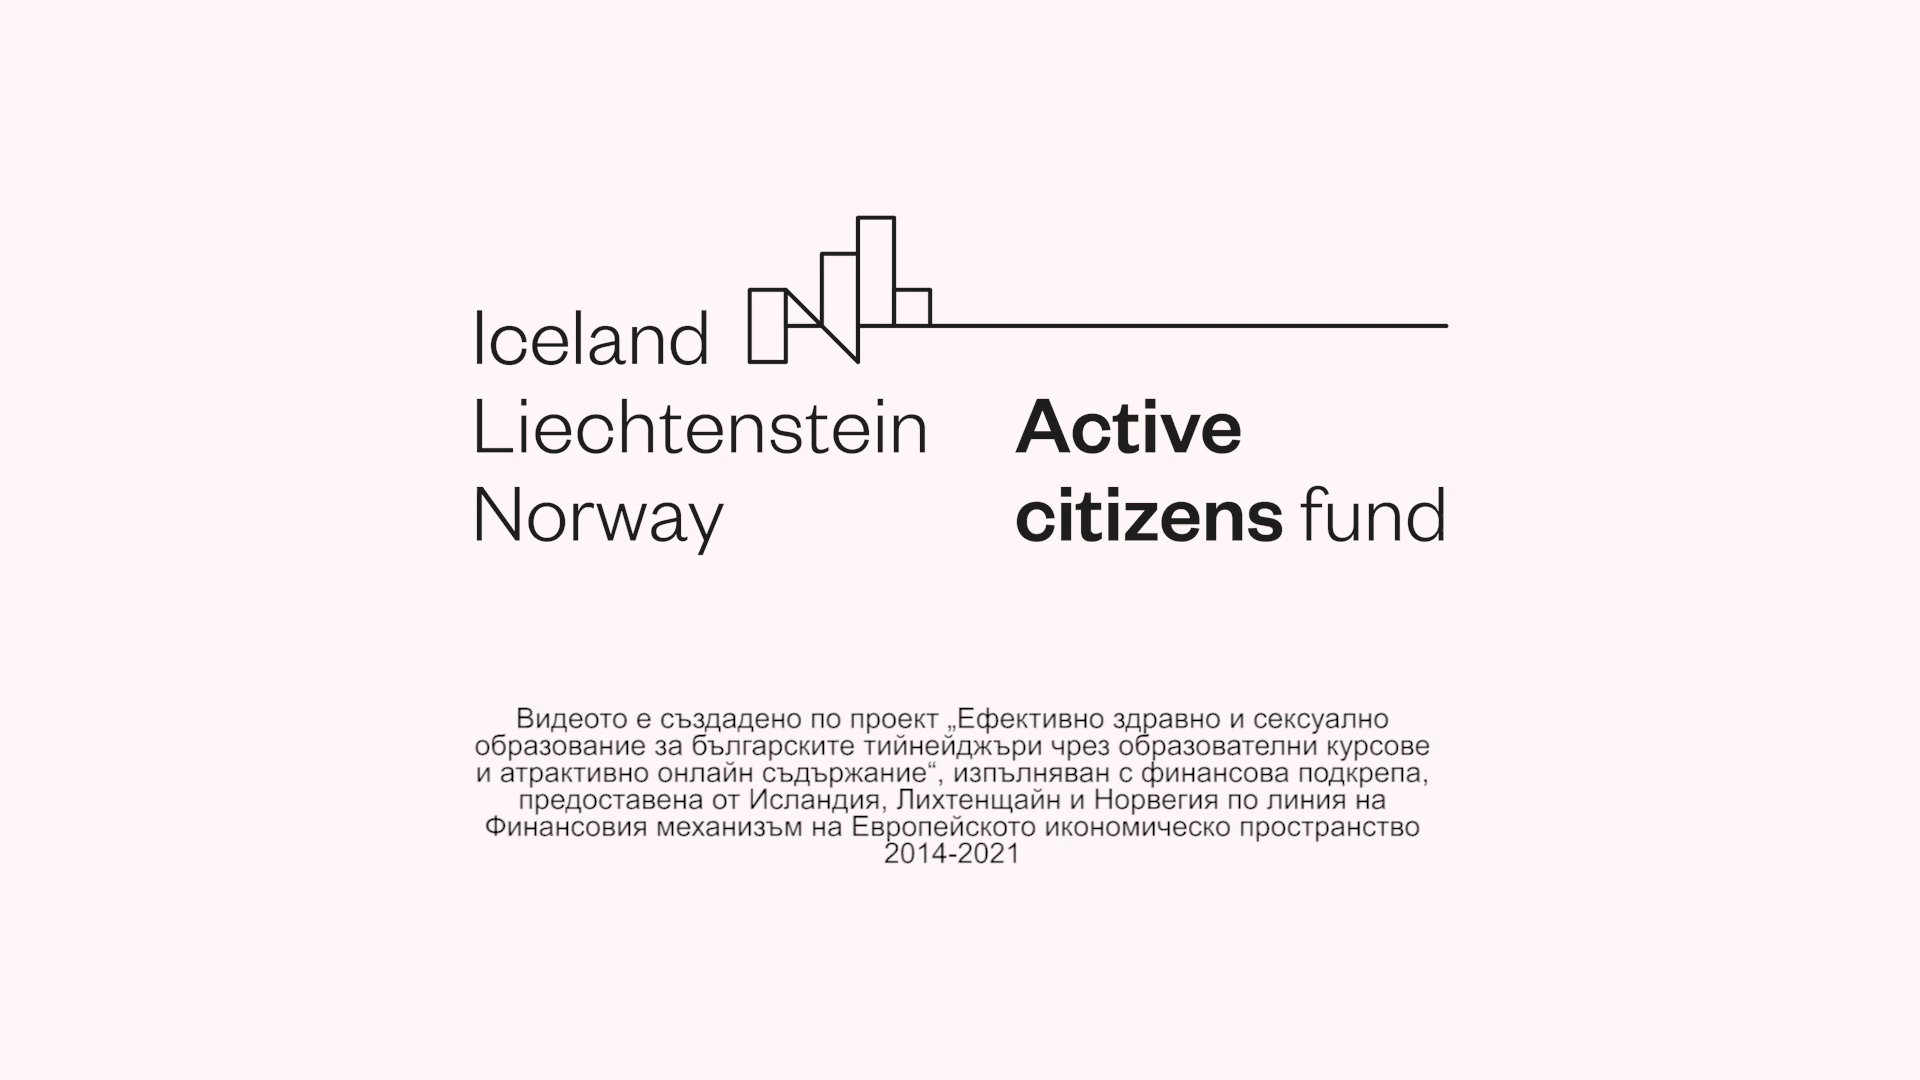 Iceland
Liechtenstein
Norway
Active
citizens fund
Видеото е създадено по проект „Ефективно здравно и сексуално
образование за българските тийнейджъри чрез образователни курсове
и атрактивно онлайн съдържание“, изпълняван с финансова подкрепа,
предоставена от Исландия, Лихтенщайн и Норвегия по линия на
Финансовия механизъм на Европейското икономическо пространство
2014-2021